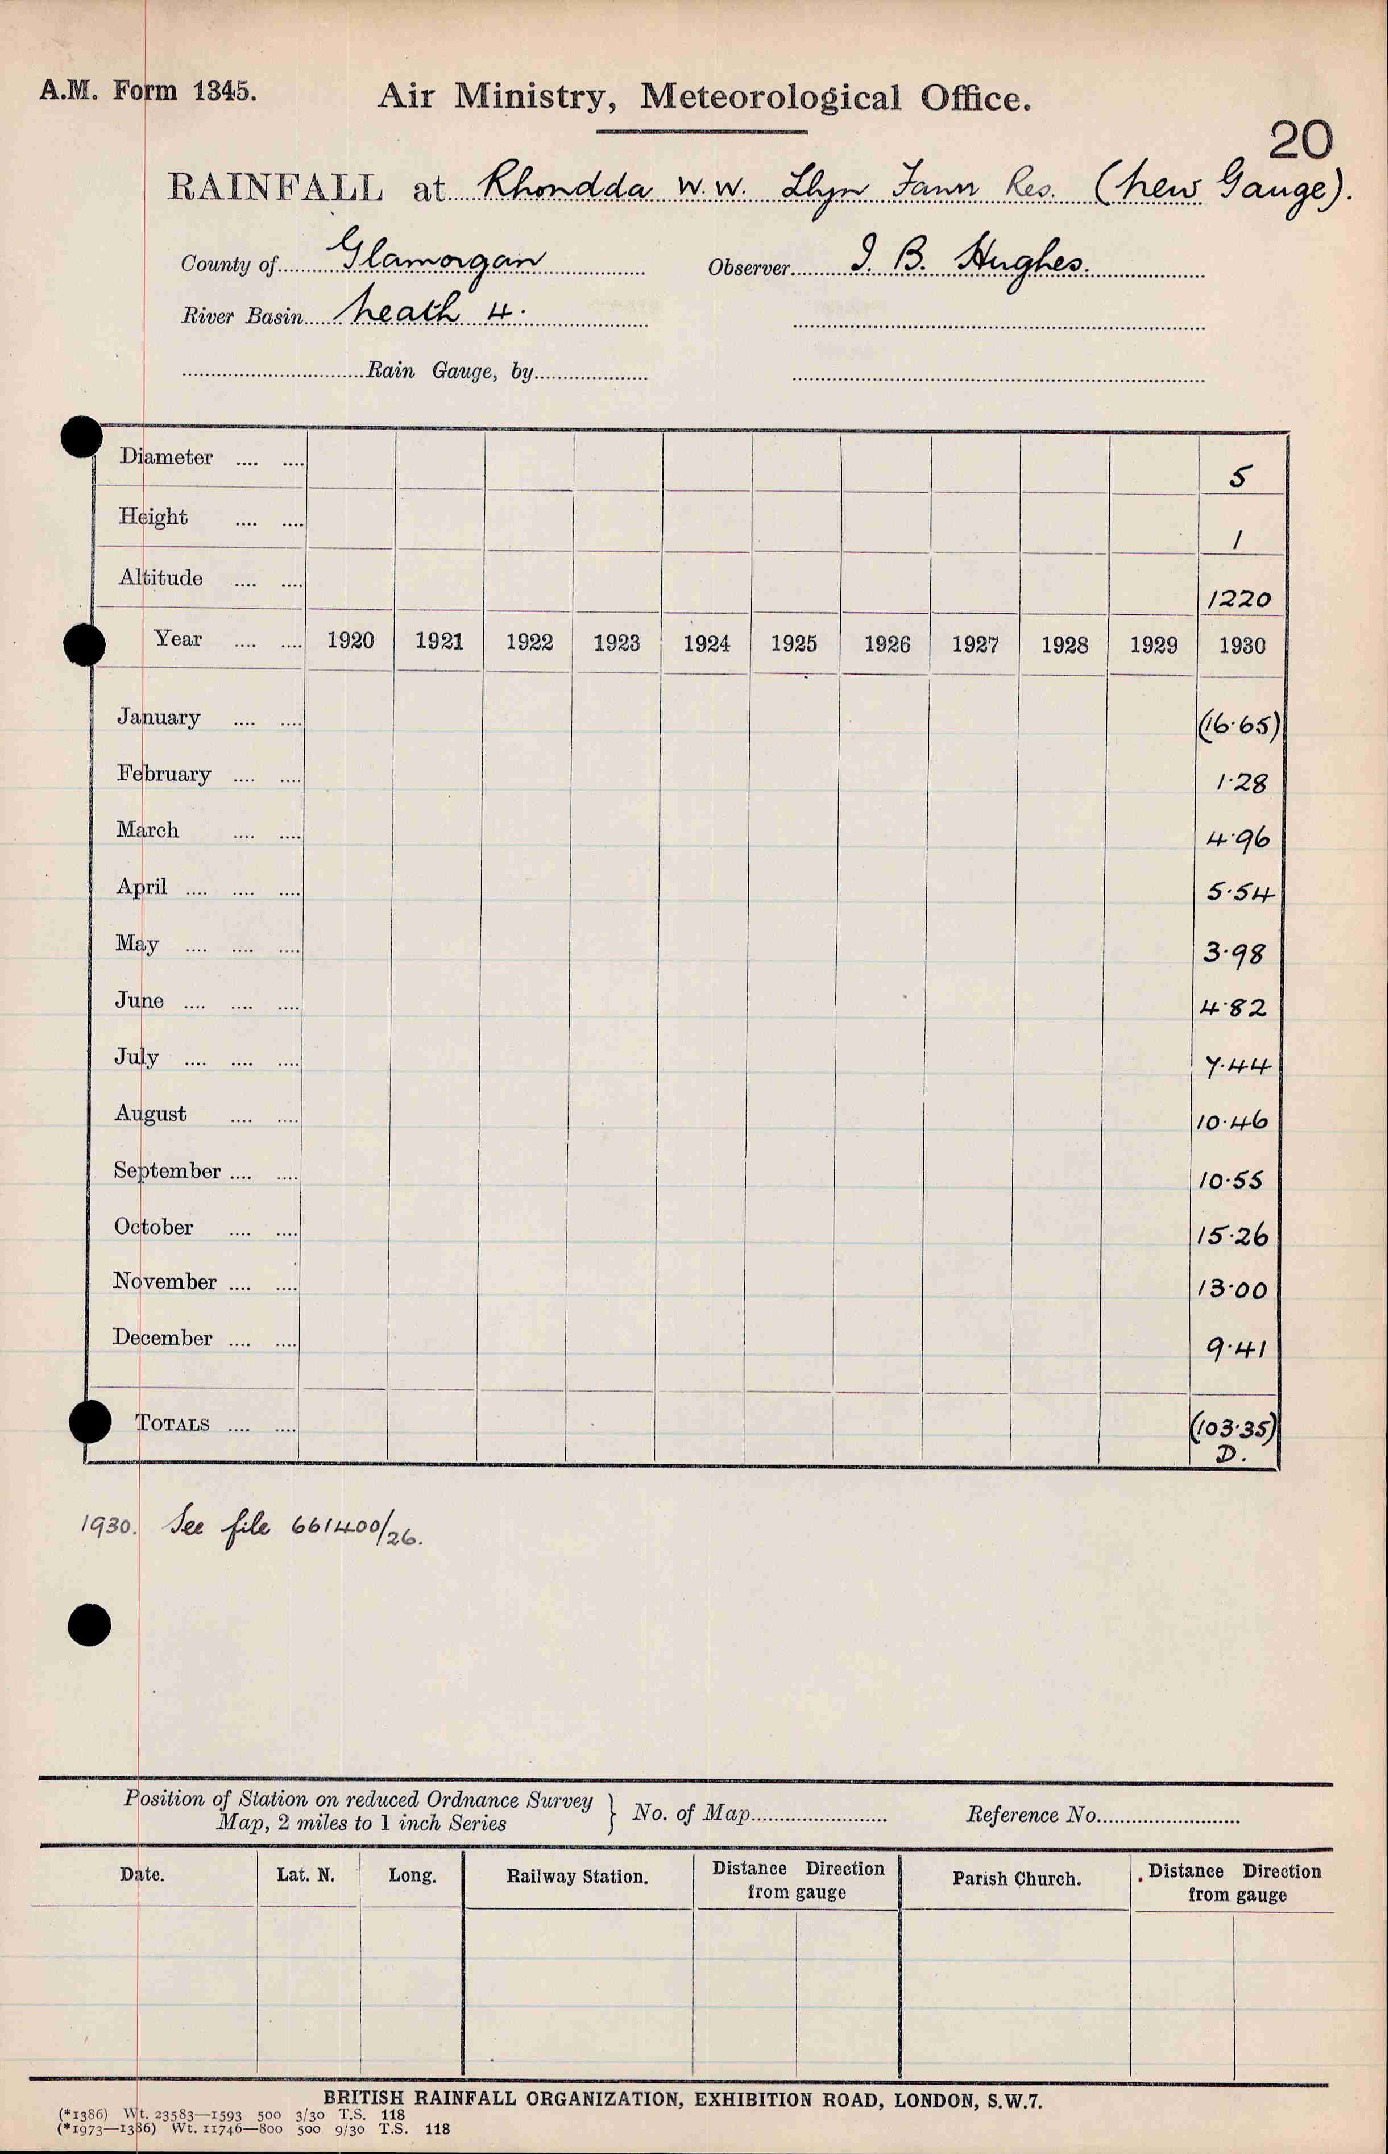 A.M. Form 1345.
Air Ministry, Meteorological Office.
20
RAINFALL at Rhondda W.W. Llyn Fawr Res. (New Gauge).
County of Glamorgan Observer I. B. Hughes.
River Basin Neath 4.
Rain Gauge, by
Diameter .... .... 5
Height .... .... 1
Altitude .... .... 1220
Year .... .... 1920 1921 1922 1923 1924 1925 1926 1927 1928 1929 1930
January .... .... (16.65)
February .... .... 1.28
March .... .... 4.96
April .... .... .... 5.54
May .... .... .... 3.98
June .... .... .... 4.82
July .... .... .... 7.44
August .... .... 10.46
September .... .... 10.55
October .... .... 15.26
November .... .... 13.00
December .... .... 9.41
TOTALS .... .... (103.35)
D.
1930. See file 661400/26.
Position of Station on reduced Ordnance Survey
Map, 2 miles to 1 inch Series } No. of Map Reference No.
Date. Lat. N. Long. Railway Station. Distance Direction from gauge Parish Church. Distance Direction from gauge
BRITISH RAINFALL ORGANIZATION, EXHIBITION ROAD, LONDON, S.W.7.
(*1386) Wt. 23583—1593 500 3/30 T.S. 118
(*1973—1386) Wt. 11746—800 500 9/30 T.S. 118